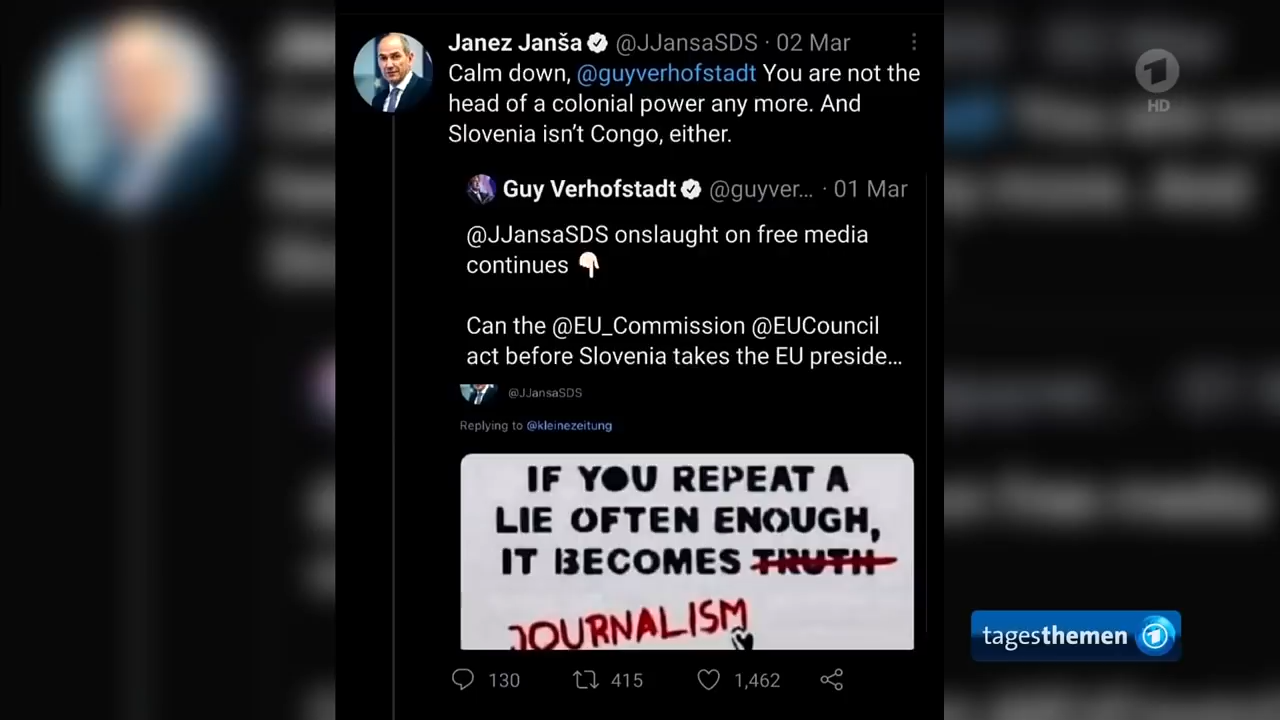 Janez Janša @JJansaSDS · 02 Mar
Calm down, @guyverhofstadt You are not the
head of a colonial power any more. And
Slovenia isn't Congo, either.
Guy Verhofstadt @guyver... · 01 Mar
@JJansaSDS onslaught on free media
continues 👇
Can the @EU_Commission @EUCouncil
act before Slovenia takes the EU preside...
@JJansaSDS
Replying to @kleinezeitung
IF YOU REPEAT A
LIE OFTEN ENOUGH,
IT BECOMES TRUTH
JOURNALISM
130 415 1,462
1
HD
tagesthemen 1